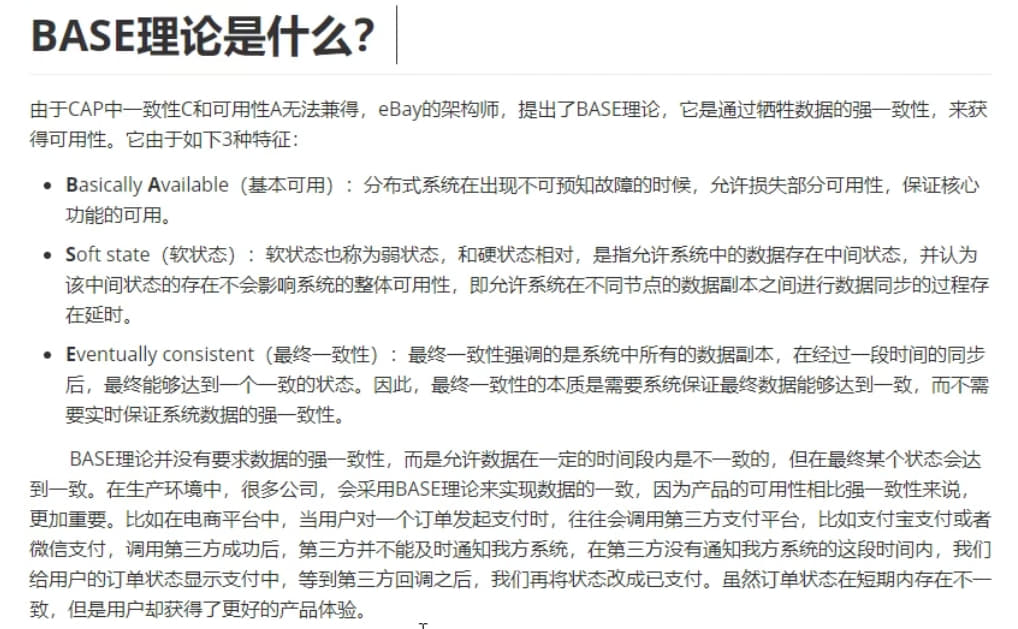 BASE理论是什么？
由于CAP中一致性C和可用性A无法兼得，eBay的架构师，提出了BASE理论，它是通过牺牲数据的强一致性，来获
得可用性。它由于如下3种特征：
• Basically Available（基本可用）：分布式系统在出现不可预知故障的时候，允许损失部分可用性，保证核心
功能的可用。
• Soft state（软状态）：软状态也称为弱状态，和硬状态相对，是指允许系统中的数据存在中间状态，并认为
该中间状态的存在不会影响系统的整体可用性，即允许系统在不同节点的数据副本之间进行数据同步的过程存
在延时。
• Eventually consistent（最终一致性）：最终一致性强调的是系统中所有的数据副本，在经过一段时间的同步
后，最终能够达到一个一致的状态。因此，最终一致性的本质是需要系统保证最终数据能够达到一致，而不需
要实时保证系统数据的强一致性。
BASE理论并没有要求数据的强一致性，而是允许数据在一定的时间段内是不一致的，但在最终某个状态会达
到一致。在生产环境中，很多公司，会采用BASE理论来实现数据的一致，因为产品的可用性相比强一致性来说，
更加重要。比如在电商平台中，当用户对一个订单发起支付时，往往会调用第三方支付平台，比如支付宝支付或者
微信支付，调用第三方成功后，第三方并不能及时通知我方系统，在第三方没有通知我方系统的这段时间内，我们
给用户的订单状态显示支付中，等到第三方回调之后，我们再将状态改成已支付。虽然订单状态在短期内存在不一
致，但是用户却获得了更好的产品体验。